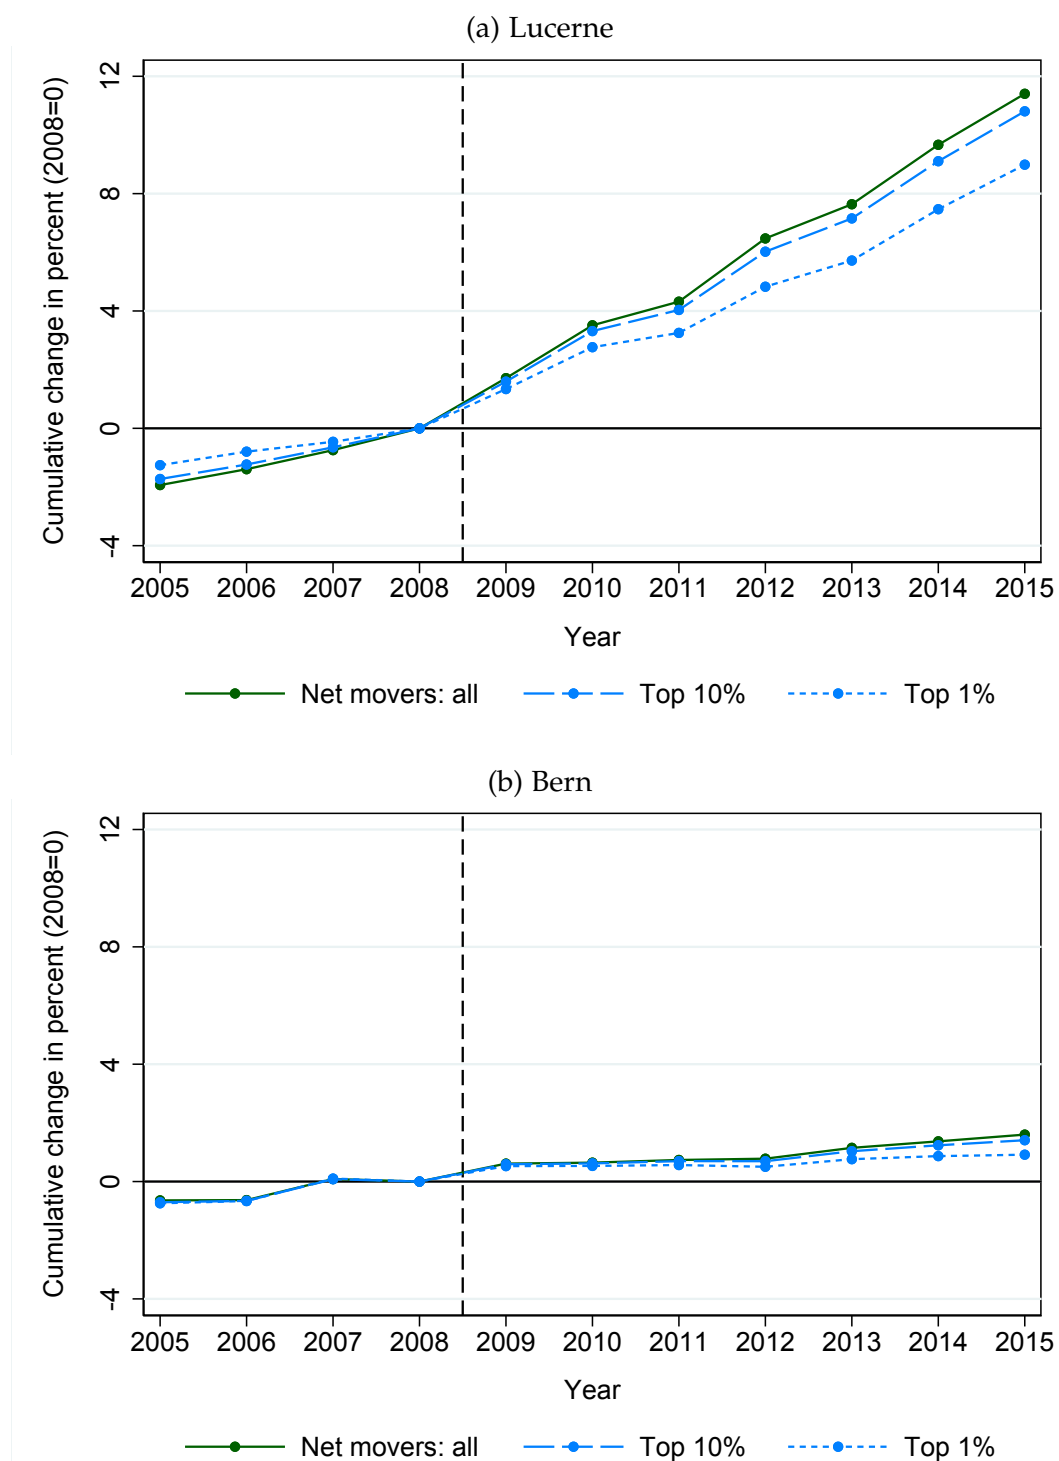 (a) Lucerne
Cumulative change in percent (2008=0)
12
8
4
0
-4
2005 2006 2007 2008 2009 2010 2011 2012 2013 2014 2015
Year
Net movers: all Top 10% Top 1%
(b) Bern
Cumulative change in percent (2008=0)
12
8
4
0
-4
2005 2006 2007 2008 2009 2010 2011 2012 2013 2014 2015
Year
Net movers: all Top 10% Top 1%